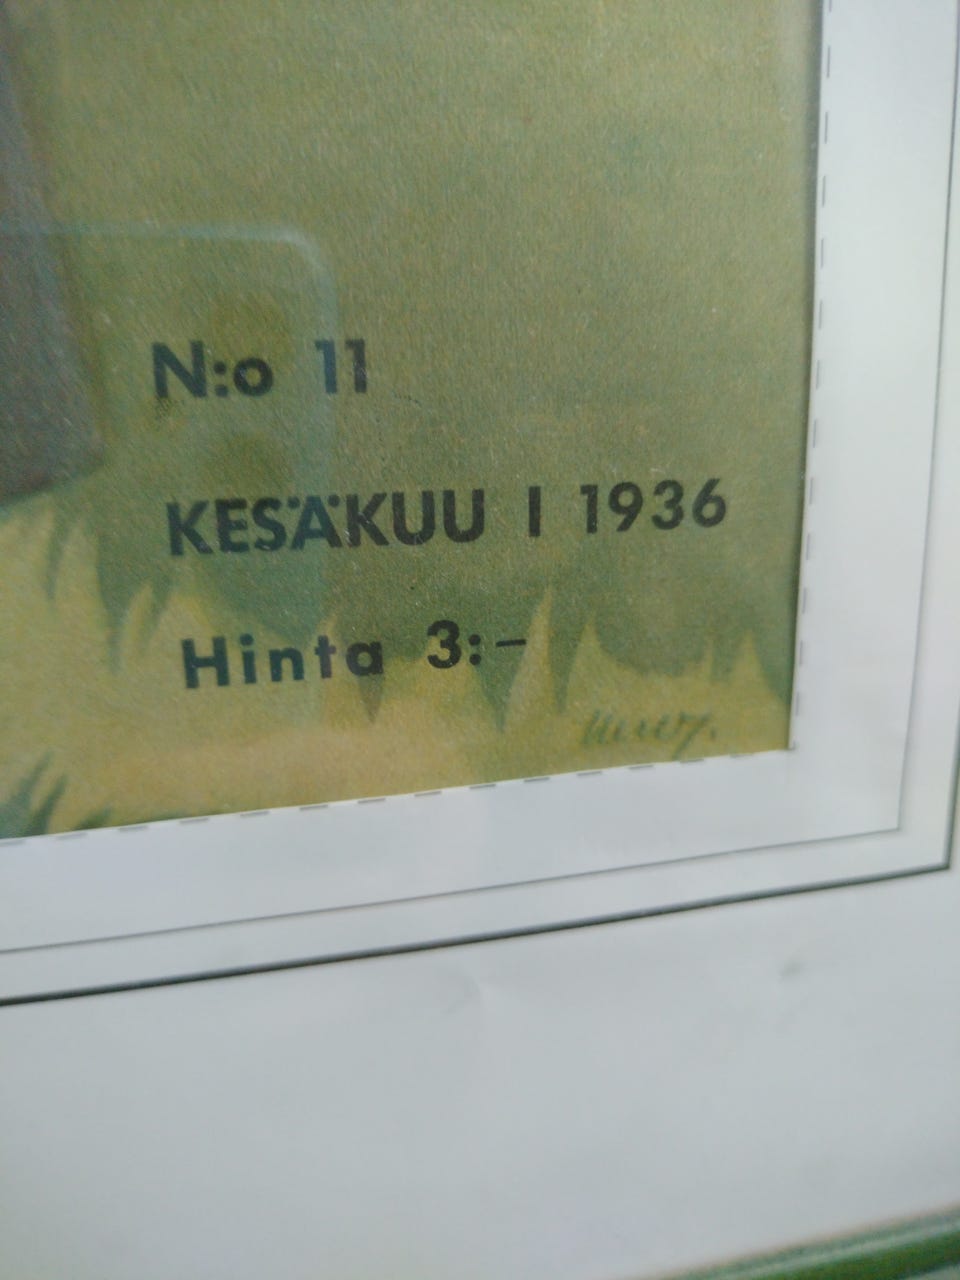 N:o 11
KESÄKUU I 1936
Hinta 3:-